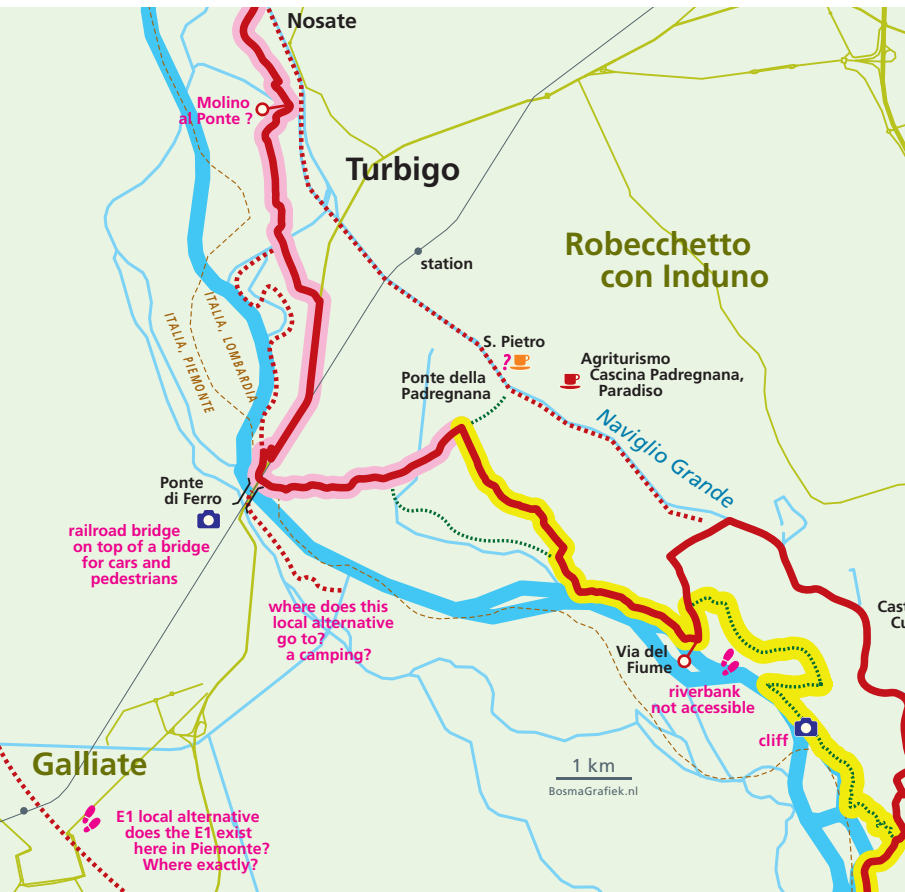 Nosate
Molino
al Ponte ?
Turbigo
Robecchetto
con Induno
station
ITALIA, PIEMONTE
ITALIA, LOMBARDIA
S. Pietro
?
Agriturismo
Cascina Padregnana,
Paradiso
Ponte della
Padregnana
Naviglio Grande
Ponte
di Ferro
railroad bridge
on top of a bridge
for cars and
pedestrians
where does this
local alternative
go to?
a camping?
Cast
Cu
Via del
Fiume
riverbank
not accessible
cliff
1 km
BosmaGrafiek.nl
Galliate
E1 local alternative
does the E1 exist
here in Piemonte?
Where exactly?